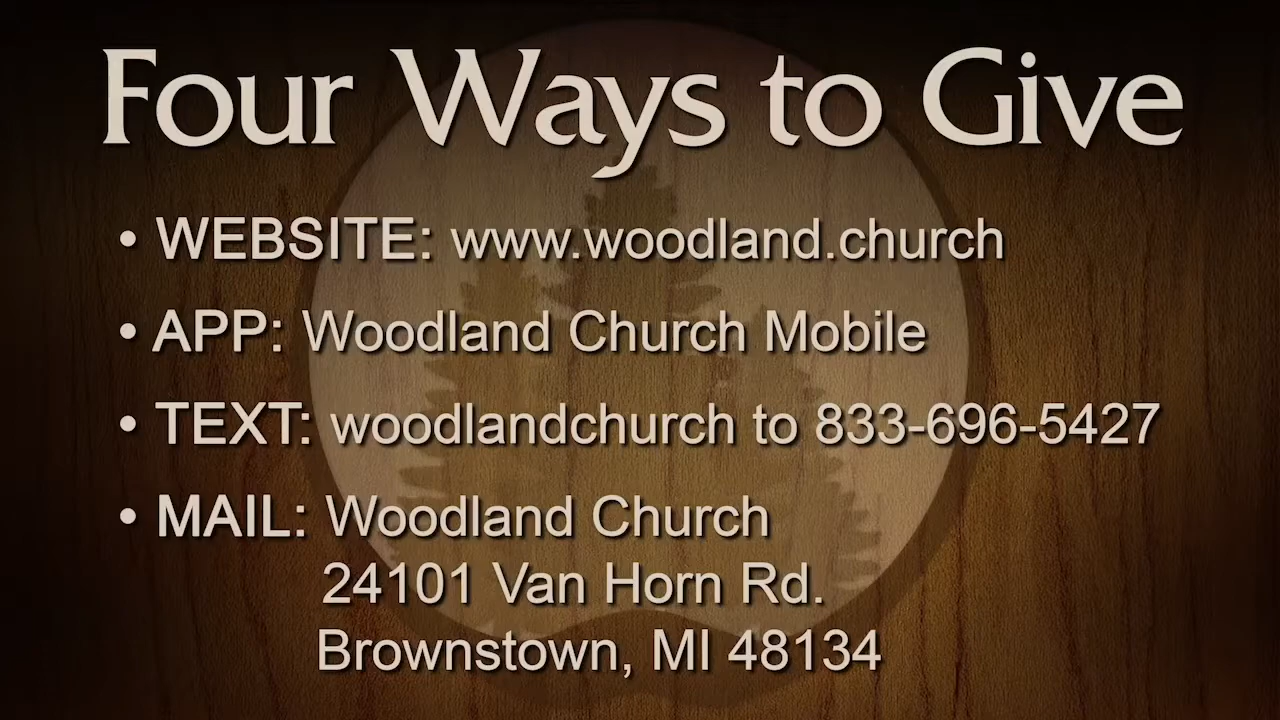 Four Ways to Give
• WEBSITE: www.woodland.church
• APP: Woodland Church Mobile
• TEXT: woodlandchurch to 833-696-5427
• MAIL: Woodland Church
24101 Van Horn Rd.
Brownstown, MI 48134